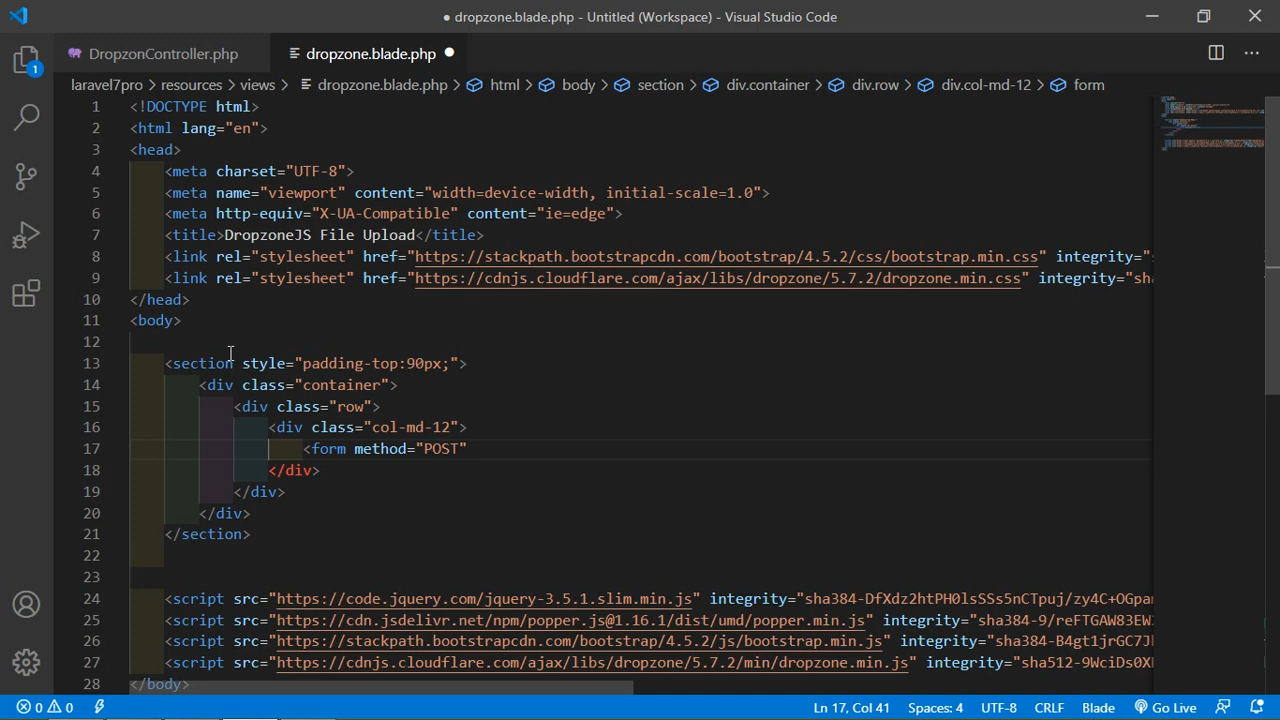 dropzone.blade.php - Untitled (Workspace) - Visual Studio Code
DropzonController.php
dropzone.blade.php
laravel7pro > resources > views > dropzone.blade.php > html > body > section > div.container > div.row > div.col-md-12 > form
1
1 <!DOCTYPE html>
2 <html lang="en">
3 <head>
4 <meta charset="UTF-8">
5 <meta name="viewport" content="width=device-width, initial-scale=1.0">
6 <meta http-equiv="X-UA-Compatible" content="ie=edge">
7 <title>DropzoneJS File Upload</title>
8 <link rel="stylesheet" href="https://stackpath.bootstrapcdn.com/bootstrap/4.5.2/css/bootstrap.min.css" integrity="
9 <link rel="stylesheet" href="https://cdnjs.cloudflare.com/ajax/libs/dropzone/5.7.2/dropzone.min.css" integrity="sh
10 </head>
11 <body>
12
13 <section style="padding-top:90px;">
14 <div class="container">
15 <div class="row">
16 <div class="col-md-12">
17 <form method="POST"
18 </div>
19 </div>
20 </div>
21 </section>
22
23
24 <script src="https://code.jquery.com/jquery-3.5.1.slim.min.js" integrity="sha384-DfXdz2htPH0lsSSs5nCTpuj/zy4C+OGpam
25 <script src="https://cdn.jsdelivr.net/npm/popper.js@1.16.1/dist/umd/popper.min.js" integrity="sha384-9/reFTGAW83EW2
26 <script src="https://stackpath.bootstrapcdn.com/bootstrap/4.5.2/js/bootstrap.min.js" integrity="sha384-B4gt1jrGC7J
27 <script src="https://cdnjs.cloudflare.com/ajax/libs/dropzone/5.7.2/min/dropzone.min.js" integrity="sha512-9WciDs0X
28 </body>
0 0 Ln 17, Col 41 Spaces: 4 UTF-8 CRLF Blade Go Live